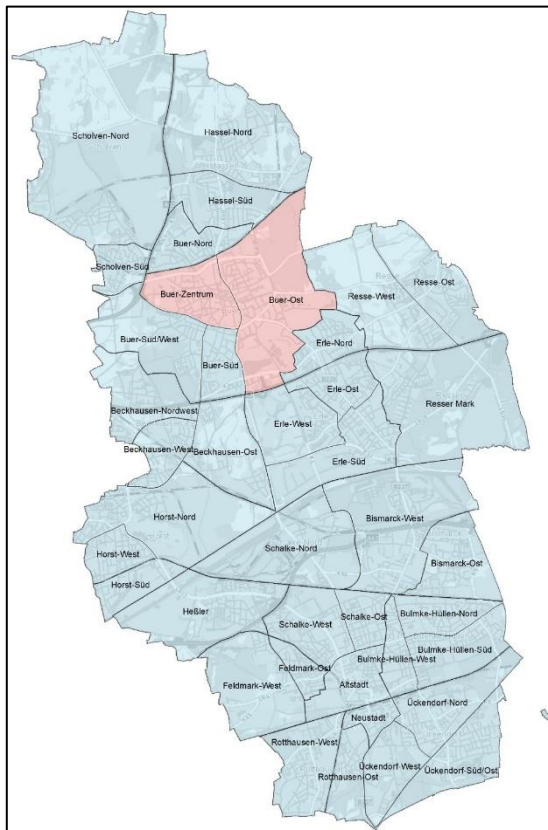 Scholven-Nord
Hassel-Nord
Hassel-Süd
Buer-Nord
Scholven-Süd
Buer-Zentrum
Buer-Ost
Resse-West
Resse-Ost
Buer-Süd/West
Buer-Süd
Erle-Nord
Erle-Ost
Resser Mark
Beckhausen-Nordwest
Erle-West
Beckhausen-West
Beckhausen-Ost
Erle-Süd
Horst-Nord
Bismarck-West
Horst-West
Schalke-Nord
Bismarck-Ost
Horst-Süd
Heßler
Schalke-West
Schalke-Ost
Bulmke-Hüllen-Nord
Bulmke-Hüllen-Süd
Bulmke-Hüllen-West
Feldmark-Ost
Feldmark-West
Altstadt
Ückendorf-Nord
Neustadt
Rotthausen-West
Ückendorf-West
Ückendorf-Süd/Ost
Rotthausen-Ost